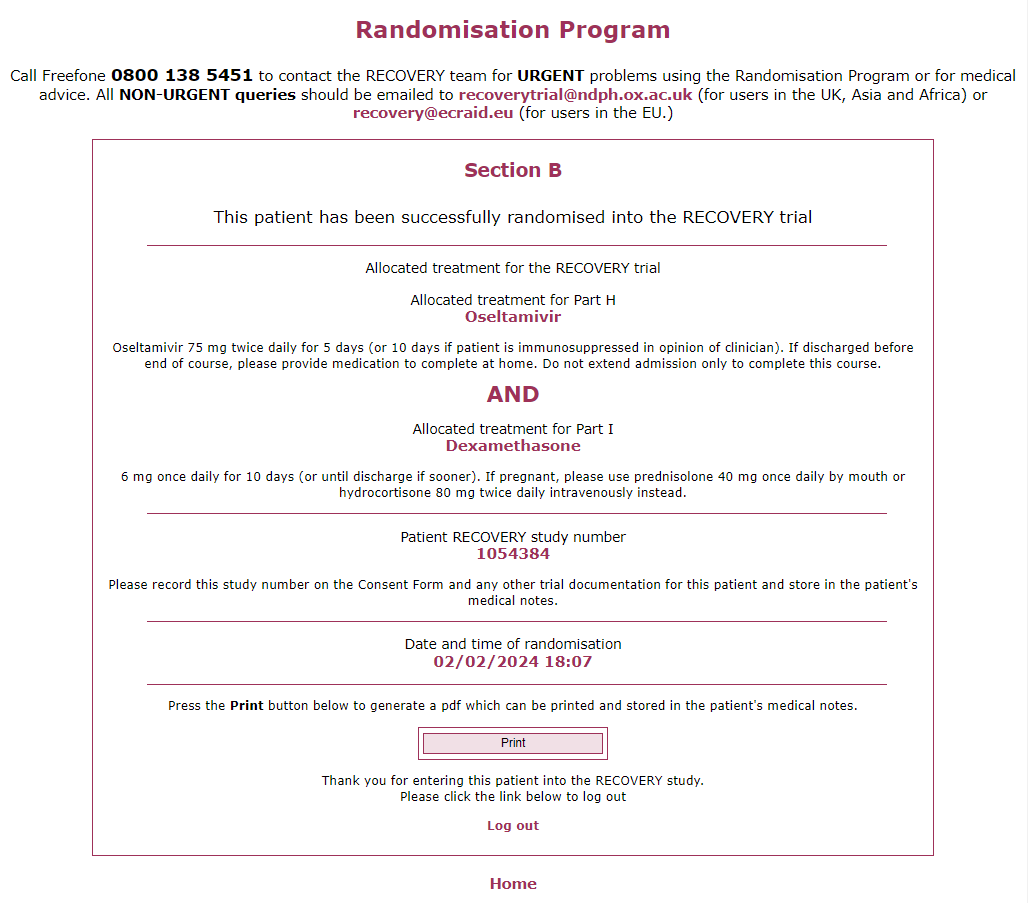 Randomisation Program
Call Freefone 0800 138 5451 to contact the RECOVERY team for URGENT problems using the Randomisation Program or for medical
advice. All NON-URGENT queries should be emailed to recoverytrial@ndph.ox.ac.uk (for users in the UK, Asia and Africa) or
recovery@ecraid.eu (for users in the EU.)
Section B
This patient has been successfully randomised into the RECOVERY trial
Allocated treatment for the RECOVERY trial
Allocated treatment for Part H
Oseltamivir
Oseltamivir 75 mg twice daily for 5 days (or 10 days if patient is immunosuppressed in opinion of clinician). If discharged before
end of course, please provide medication to complete at home. Do not extend admission only to complete this course.
AND
Allocated treatment for Part I
Dexamethasone
6 mg once daily for 10 days (or until discharge if sooner). If pregnant, please use prednisolone 40 mg once daily by mouth or
hydrocortisone 80 mg twice daily intravenously instead.
Patient RECOVERY study number
1054384
Please record this study number on the Consent Form and any other trial documentation for this patient and store in the patient's
medical notes.
Date and time of randomisation
02/02/2024 18:07
Press the Print button below to generate a pdf which can be printed and stored in the patient's medical notes.
Print
Thank you for entering this patient into the RECOVERY study.
Please click the link below to log out
Log out
Home